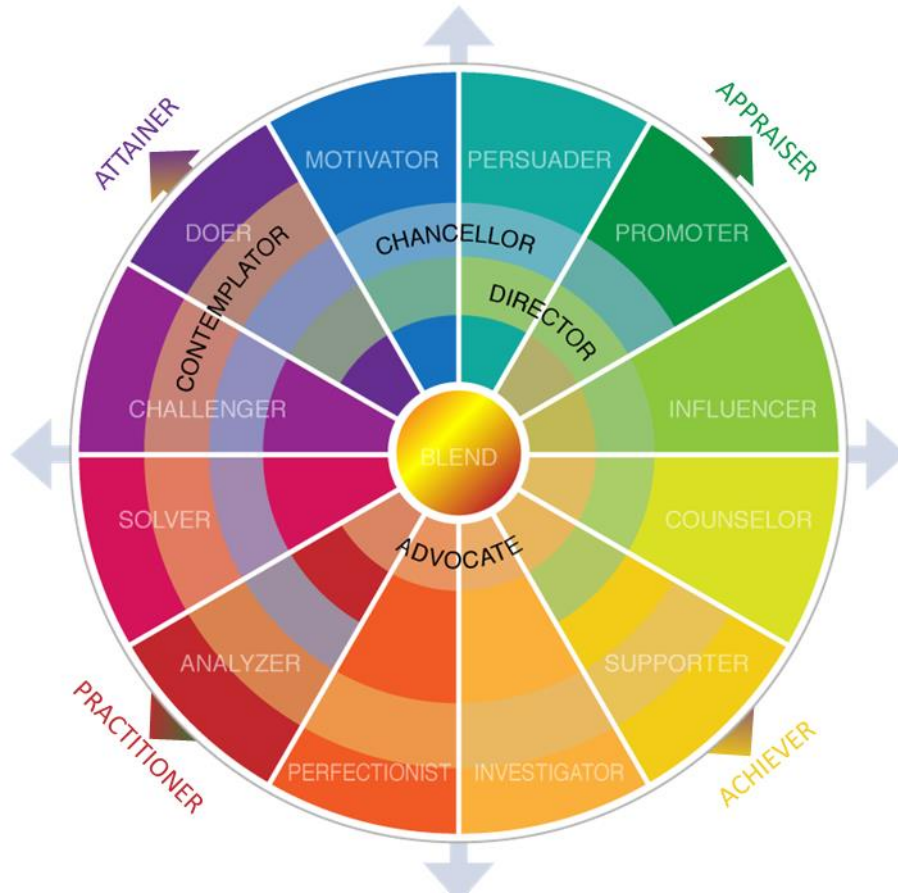 ATTAINER
APPRAISER
MOTIVATOR
PERSUADER
DOER
PROMOTER
CHANCELLOR
CONTEMPLATOR
DIRECTOR
CHALLENGER
INFLUENCER
BLEND
SOLVER
COUNSELOR
ADVOCATE
ANALYZER
SUPPORTER
PRACTITIONER
ACHIEVER
PERFECTIONIST
INVESTIGATOR